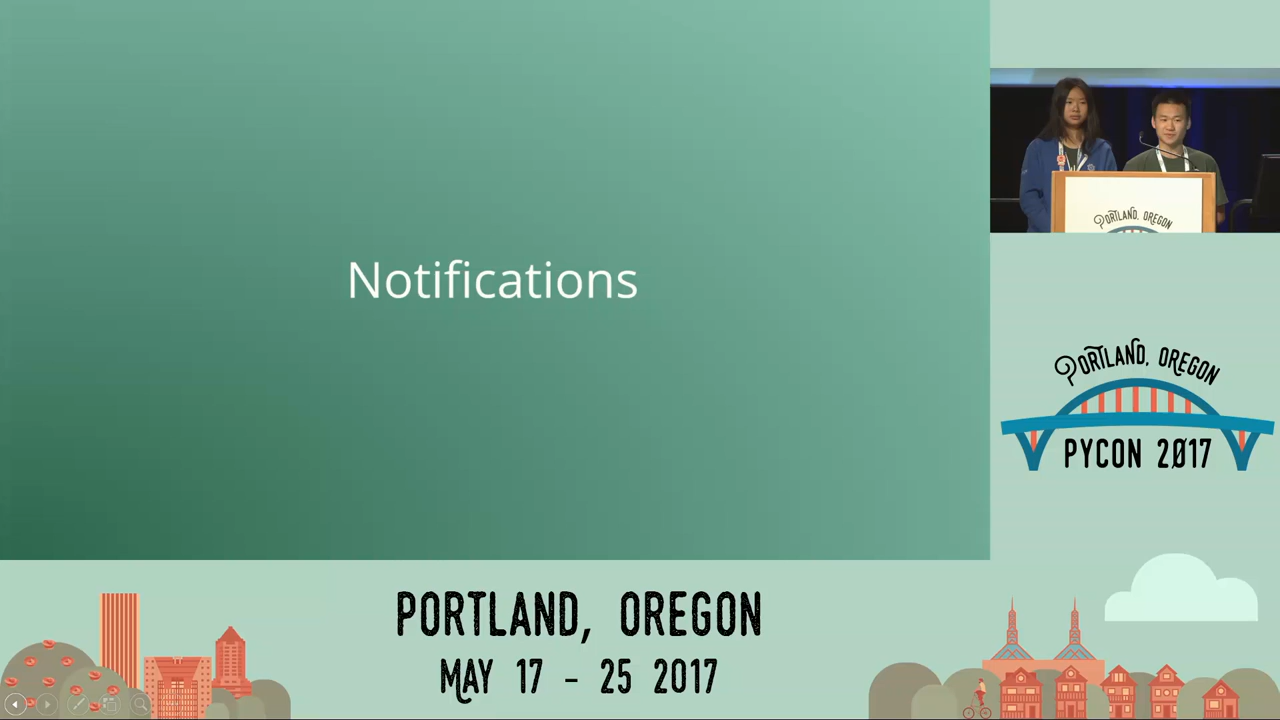 Notifications
PORTLAND, OREGON
PORTLAND, OREGON
PYCON 2017
PORTLAND, OREGON
MAY 17 - 25 2017